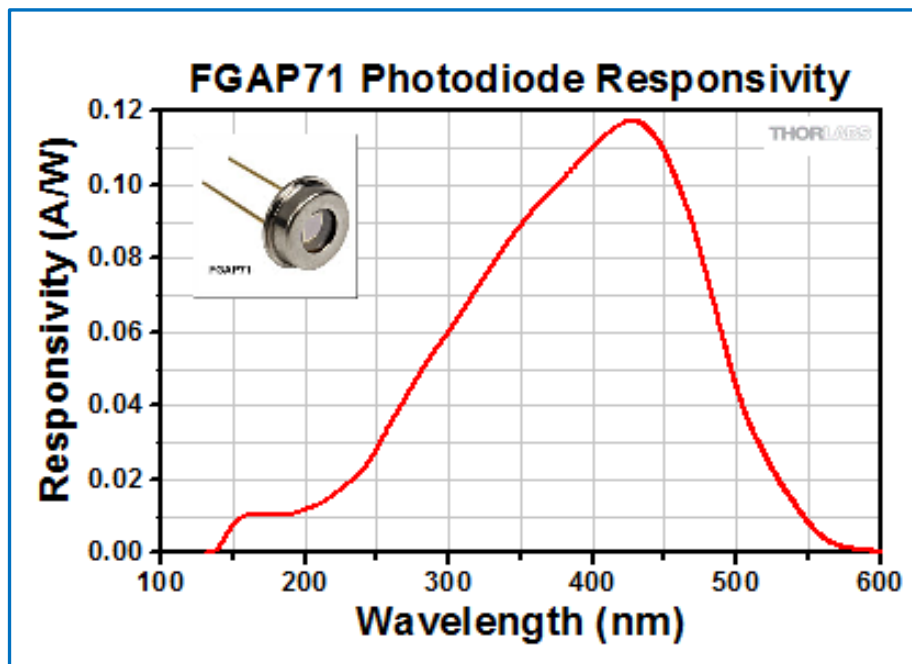 FGAP71 Photodiode Responsivity
0.12
0.10
0.08
0.06
0.04
0.02
0.00
Responsivity (A/W)
THORLABS
FGAP71
100 200 300 400 500 600
Wavelength (nm)